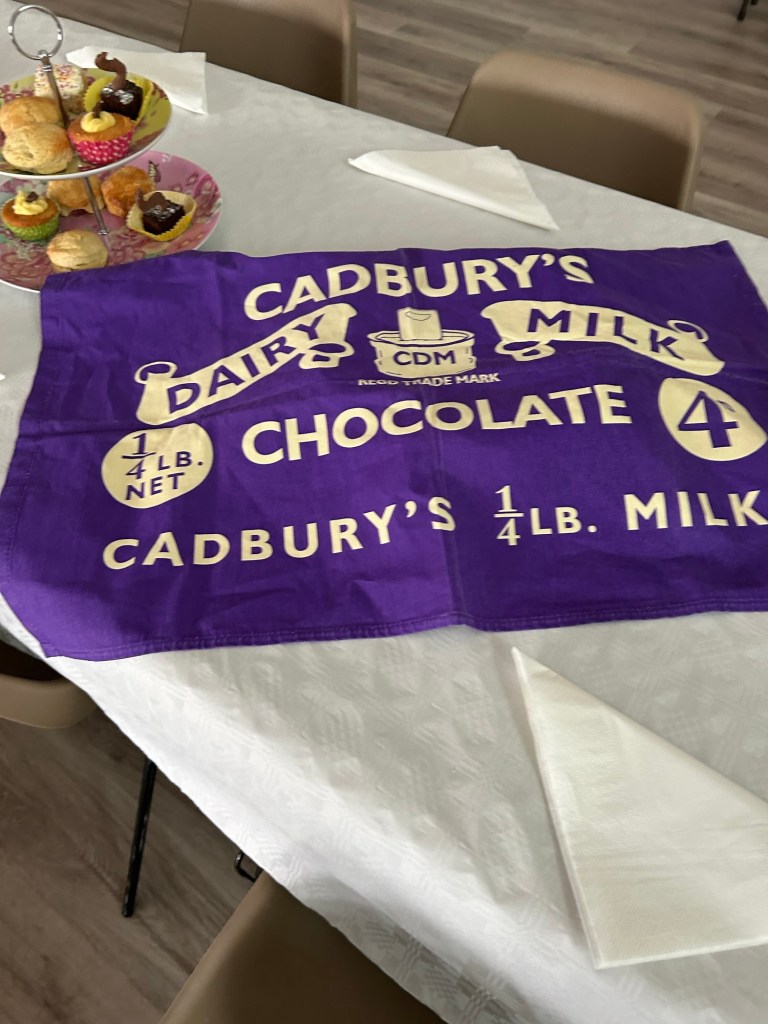 CADBURY'S
DAIRY MILK
CDM
REGD TRADE MARK
CHOCOLATE
4
1/4 LB.
NET
CADBURY'S 1/4 LB. MILK